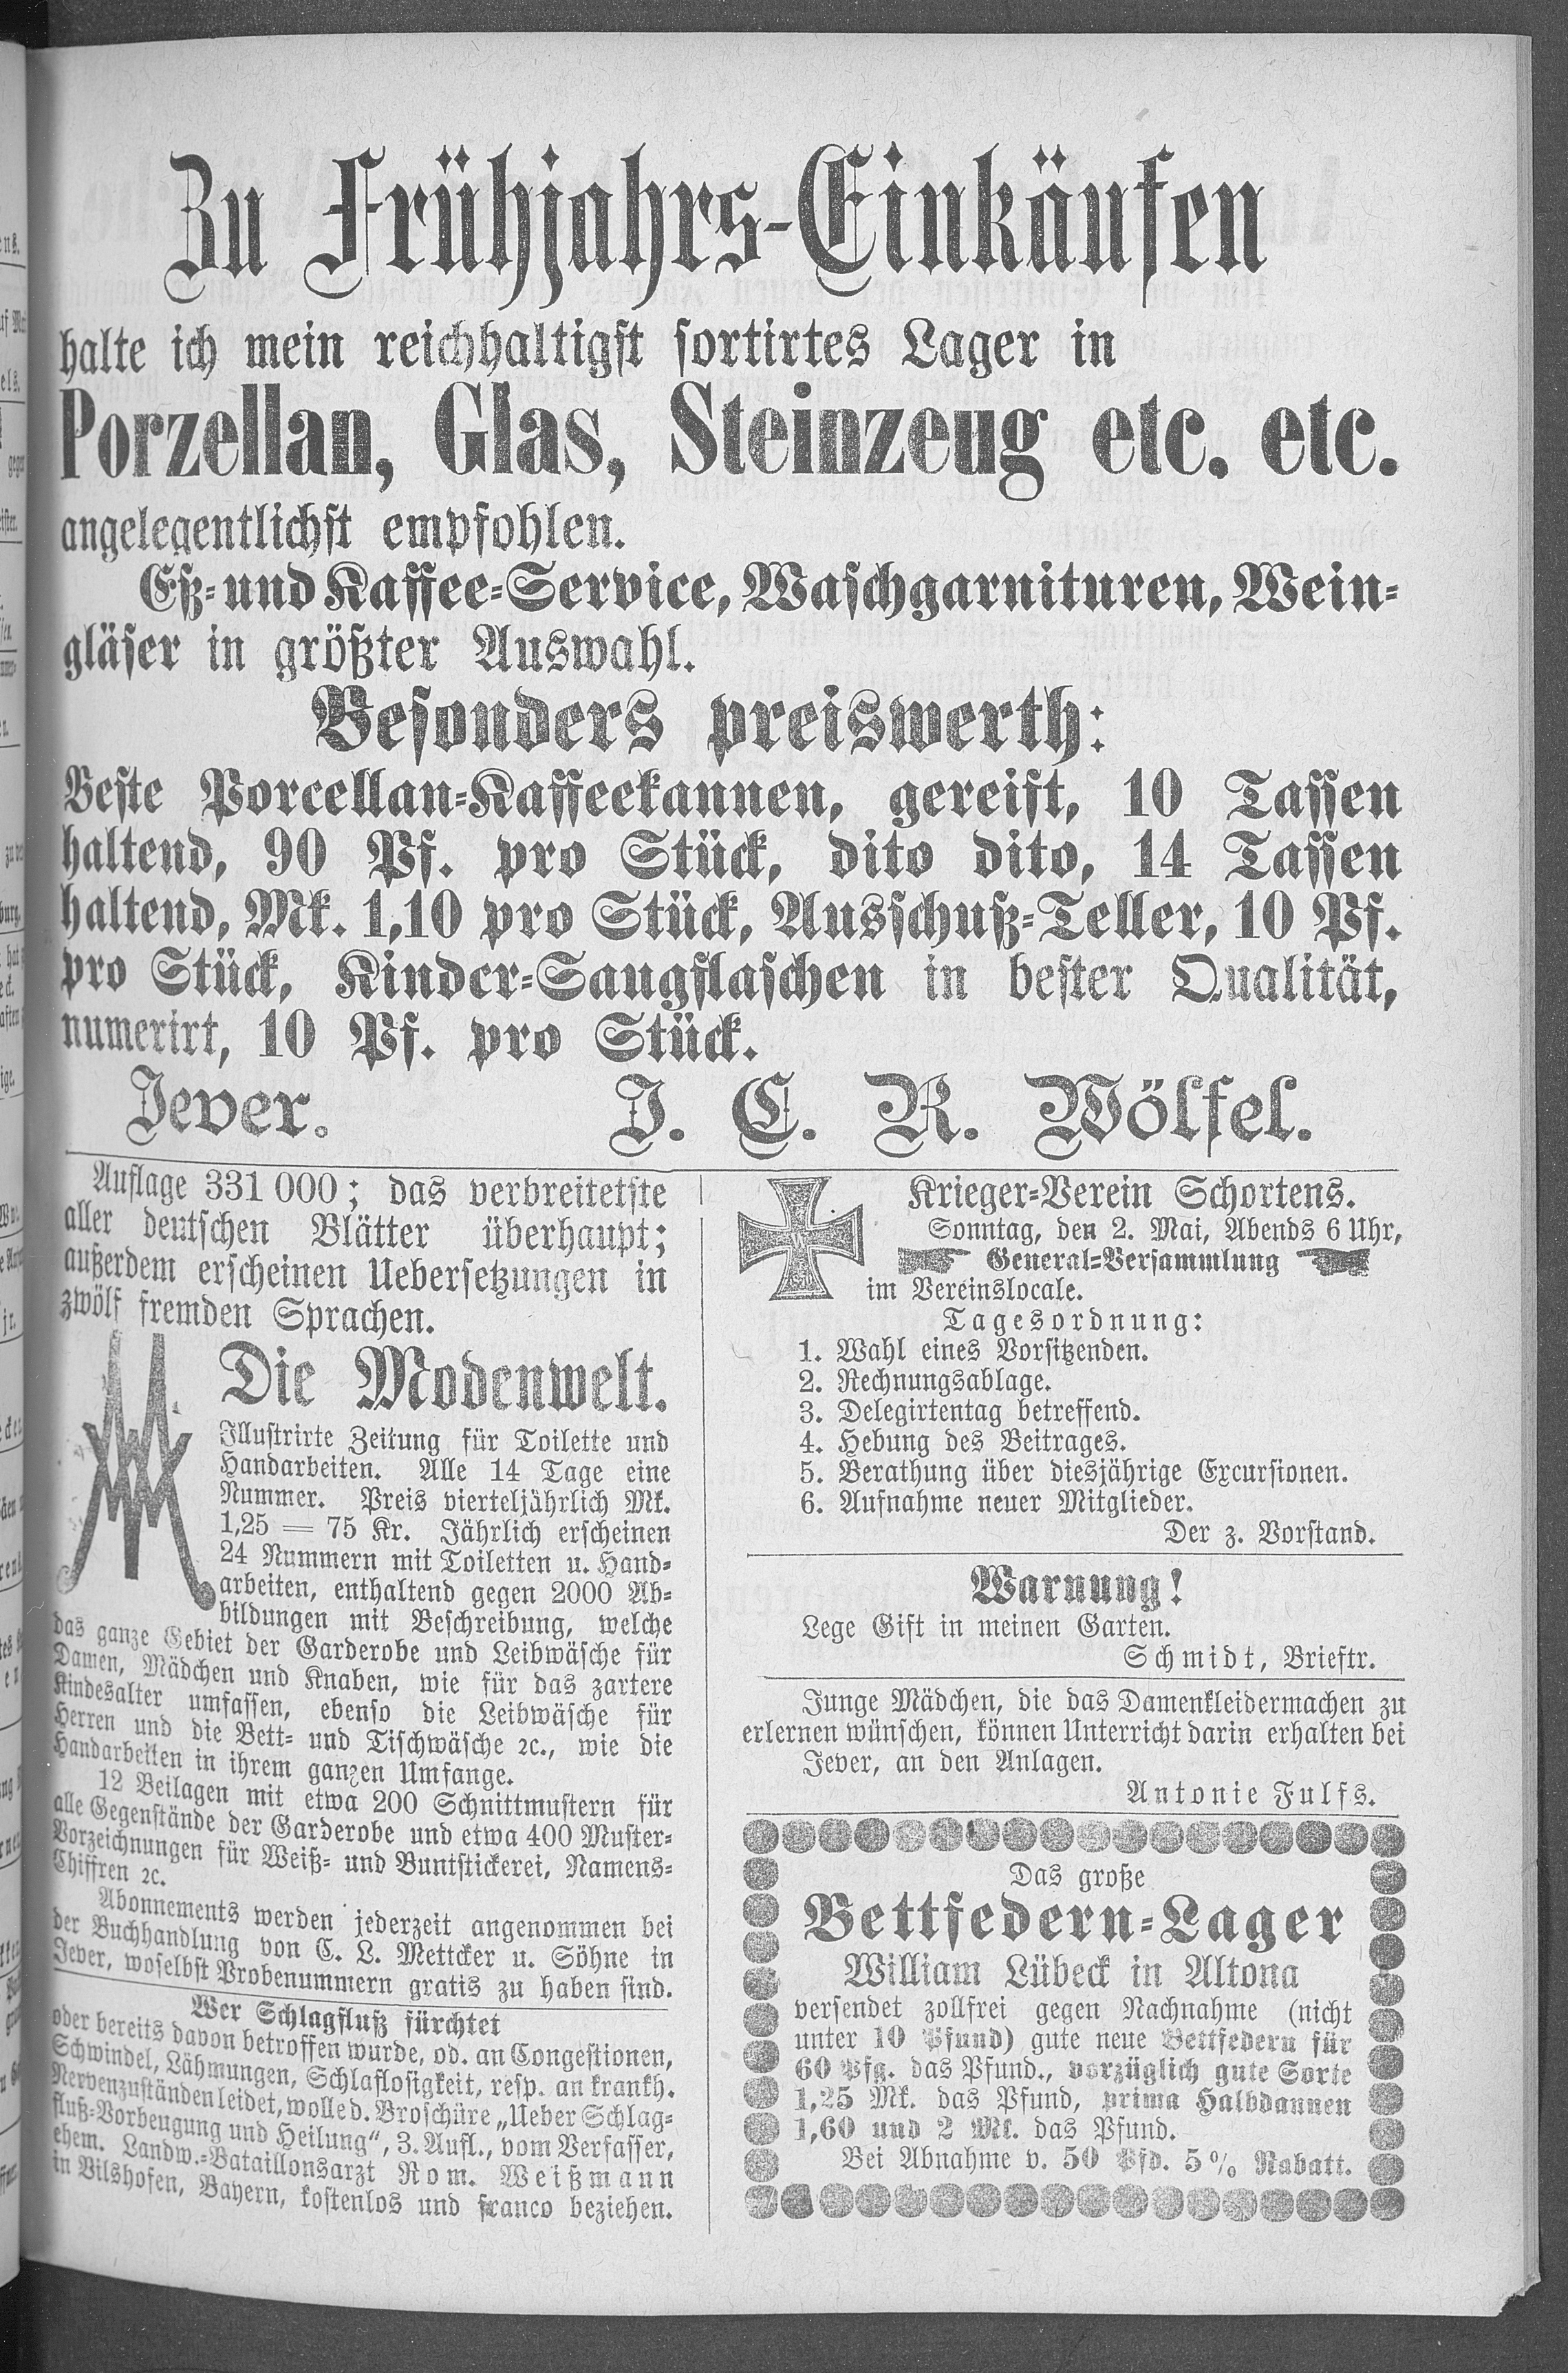 Zu Frühjahrs-Einkäufen
halte ich mein reichhaltigst sortirtes Lager in
Porzellan, Glas, Steinzeug etc. etc.
angelegentlichst empfohlen.
Eß- und Kaffee-Service, Waschgarnituren, Wein-
gläser in größter Auswahl.
Besonders preiswerth:
Beste Porcellan-Kaffeekannen, gereift, 10 Tassen
haltend, 90 Pf. pro Stück, dito dito, 14 Tassen
haltend, Mk. 1,10 pro Stück, Ausschuß-Teller, 10 Pf.
pro Stück, Kinder-Saugflaschen in bester Qualität,
numerirt, 10 Pf. pro Stück.
Jever. J. C. R. Wölfel.
Auflage 331 000; das verbreitetste
aller deutschen Blätter überhaupt;
außerdem erscheinen Uebersetzungen in
zwölf fremden Sprachen.
Die Modenwelt.
Illustrirte Zeitung für Toilette und
Handarbeiten. Alle 14 Tage eine
Nummer. Preis vierteljährlich Mk.
1,25 = 75 Kr. Jährlich erscheinen
24 Nummern mit Toiletten u. Hand-
arbeiten, enthaltend gegen 2000 Ab-
bildungen mit Beschreibung, welche
das ganze Gebiet der Garderobe und Leibwäsche für
Damen, Mädchen und Knaben, wie für das zartere
Kindesalter umfassen, ebenso die Leibwäsche für
Herren und die Bett- und Tischwäsche ꝛc., wie die
Handarbeiten in ihrem ganzen Umfange.
12 Beilagen mit etwa 200 Schnittmustern für
alle Gegenstände der Garderobe und etwa 400 Muster-
Vorzeichnungen für Weiß- und Buntstickerei, Namens-
Chiffren ꝛc.
Abonnements werden jederzeit angenommen bei
der Buchhandlung von C. L. Mettcker u. Söhne in
Jever, woselbst Probenummern gratis zu haben sind.
Wer Schlagfluß fürchtet
oder bereits davon betroffen wurde, od. an Congestionen,
Schwindel, Lähmungen, Schlaflosigkeit, resp. an krankh.
Nervenzuständen leidet, wolle d. Broschüre „Ueber Schlag-
fluß-Vorbeugung und Heilung“, 3. Aufl., vom Verfasser,
ehem. Landw.-Bataillonsarzt Rom. Weißmann
in Vilshofen, Bayern, kostenlos und franco beziehen.
Krieger-Verein Schortens.
Sonntag, den 2. Mai, Abends 6 Uhr,
General-Versammlung
im Vereinslocale.
Tagesordnung:
1. Wahl eines Vorsitzenden.
2. Rechnungsablage.
3. Delegirtentag betreffend.
4. Hebung des Beitrages.
5. Berathung über diesjährige Excursionen.
6. Aufnahme neuer Mitglieder.
Der z. Vorstand.
Warnung!
Lege Gift in meinen Garten.
Schmidt, Brieftr.
Junge Mädchen, die das Damenkleidermachen zu
erlernen wünschen, können Unterricht darin erhalten bei
Jever, an den Anlagen.
Antonie Fulfs.
Das große
Bettfedern-Lager
William Lübeck in Altona
versendet zollfrei gegen Nachnahme (nicht
unter 10 Pfund) gute neue Bettfedern für
60 Pfg. das Pfund., vorzüglich gute Sorte
1,25 Mk. das Pfund, prima Halbdaunen
1,60 und 2 Mk. das Pfund.
Bei Abnahme v. 50 Pfd. 5% Rabatt.